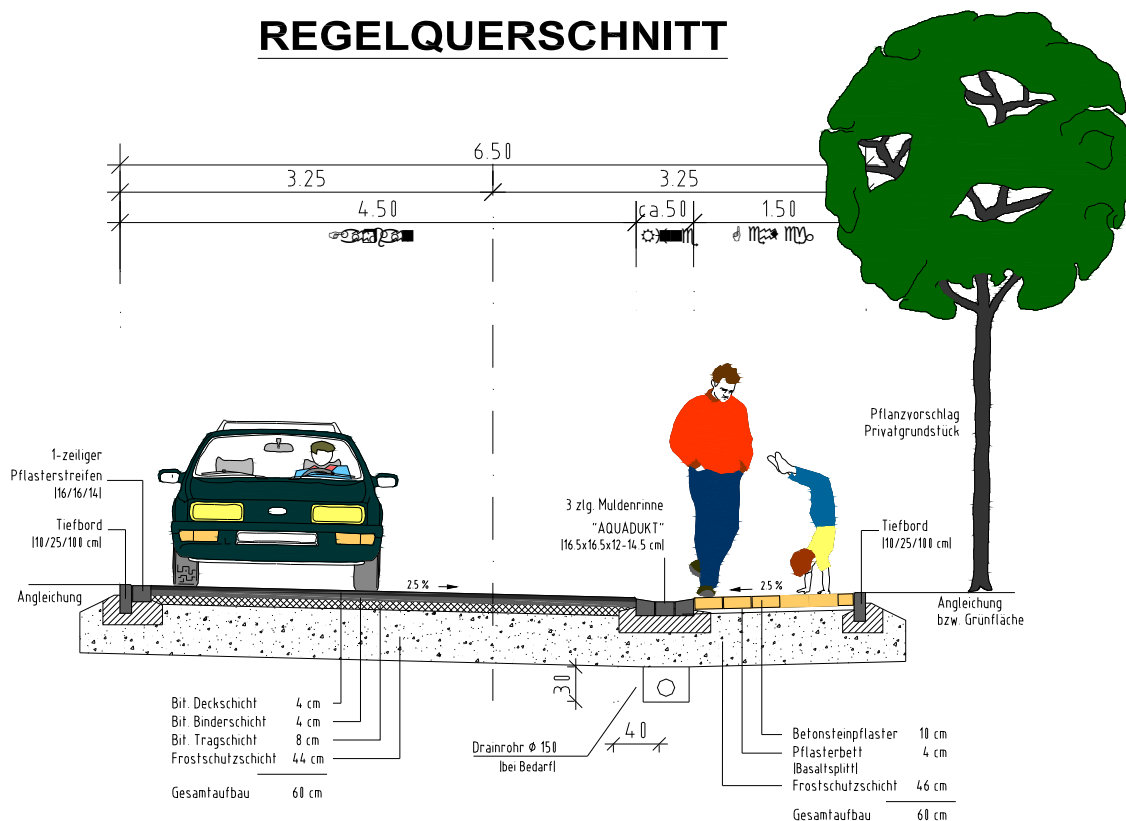 REGELQUERSCHNITT
6.50
3.25 3.25
4.50 ca.50 1.50
Pflanzvorschlag
Privatgrundstück
1-zeiliger
Pflasterstreifen
|16/16/14|
Tiefbord
|10/25/100 cm|
3 zlg. Muldenrinne
"AQUADUKT"
|16.5x16.5x12-14.5 cm|
Tiefbord
|10/25/100 cm|
2.5 %
2.5 %
Angleichung
Angleichung
bzw. Grünfläche
30
40
Bit. Deckschicht 4 cm
Bit. Binderschicht 4 cm
Bit. Tragschicht 8 cm
Frostschutzschicht 44 cm
Gesamtaufbau 60 cm
Drainrohr Ø 150
|bei Bedarf|
Betonsteinpflaster 10 cm
Pflasterbett 4 cm
|Basaltsplitt|
Frostschutzschicht 46 cm
Gesamtaufbau 60 cm